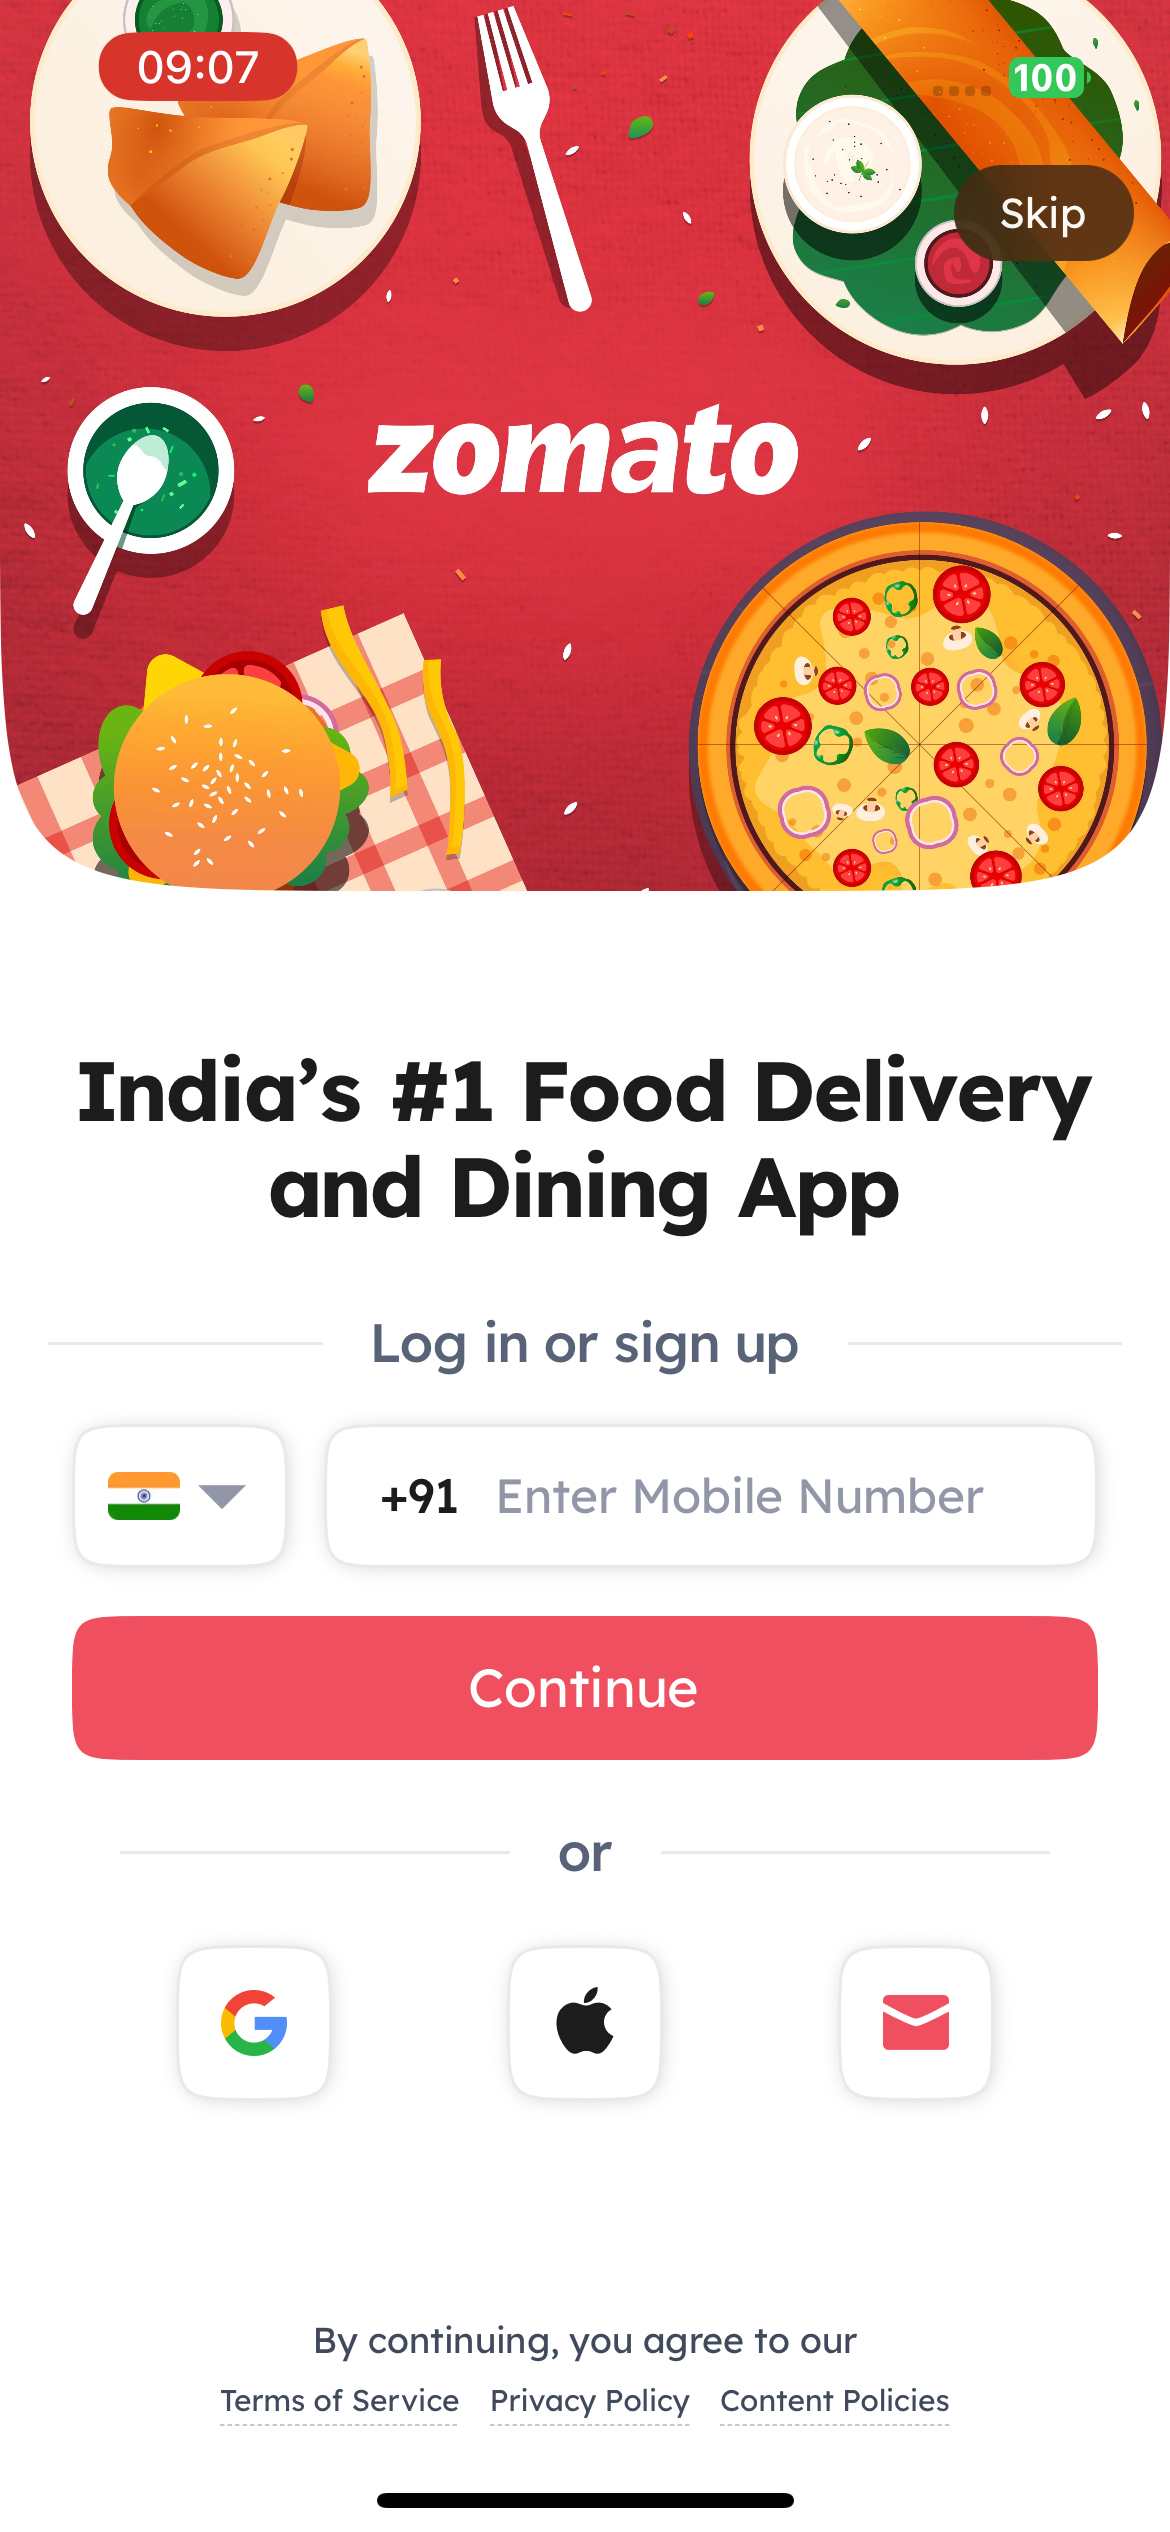 09:07
100
Skip
zomato
India’s #1 Food Delivery
and Dining App
Log in or sign up
+91 Enter Mobile Number
Continue
or
By continuing, you agree to our
Terms of Service Privacy Policy Content Policies